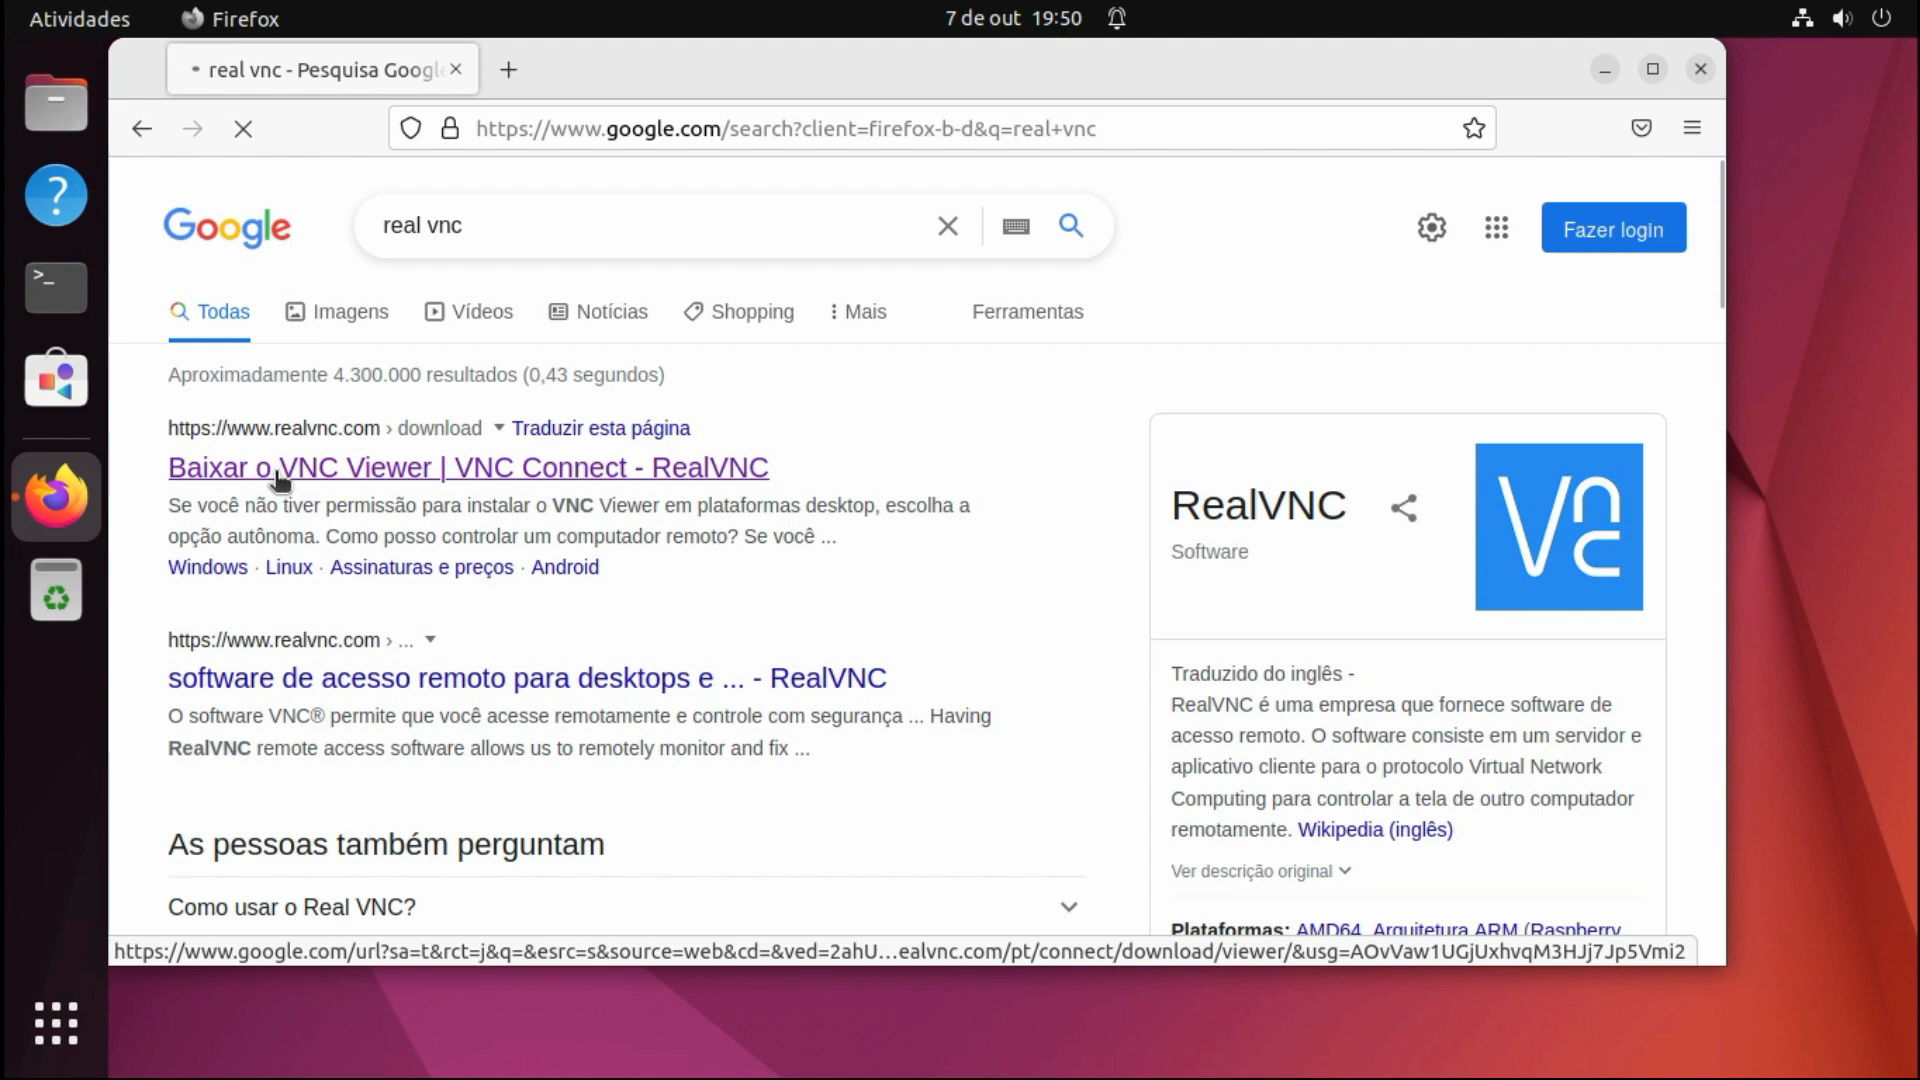 Atividades
Firefox
7 de out 19:50
real vnc - Pesquisa Google
https://www.google.com/search?client=firefox-b-d&q=real+vnc
Google
real vnc
Fazer login
Todas
Imagens
Vídeos
Notícias
Shopping
Mais
Ferramentas
Aproximadamente 4.300.000 resultados (0,43 segundos)
https://www.realvnc.com › download
Traduzir esta página
Baixar o VNC Viewer | VNC Connect - RealVNC
Se você não tiver permissão para instalar o VNC Viewer em plataformas desktop, escolha a
opção autônoma. Como posso controlar um computador remoto? Se você ...
Windows · Linux · Assinaturas e preços · Android
https://www.realvnc.com › ...
software de acesso remoto para desktops e ... - RealVNC
O software VNC® permite que você acesse remotamente e controle com segurança ... Having
RealVNC remote access software allows us to remotely monitor and fix ...
As pessoas também perguntam
Como usar o Real VNC?
RealVNC
Software
Vnc
Traduzido do inglês -
RealVNC é uma empresa que fornece software de
acesso remoto. O software consiste em um servidor e
aplicativo cliente para o protocolo Virtual Network
Computing para controlar a tela de outro computador
remotamente. Wikipedia (inglês)
Ver descrição original
Plataformas: AMD64, Arquitetura ARM (Raspberry
https://www.google.com/url?sa=t&rct=j&q=&esrc=s&source=web&cd=&ved=2ahU…ealvnc.com/pt/connect/download/viewer/&usg=AOvVaw1UGjUxhvqM3HJj7Jp5Vmi2